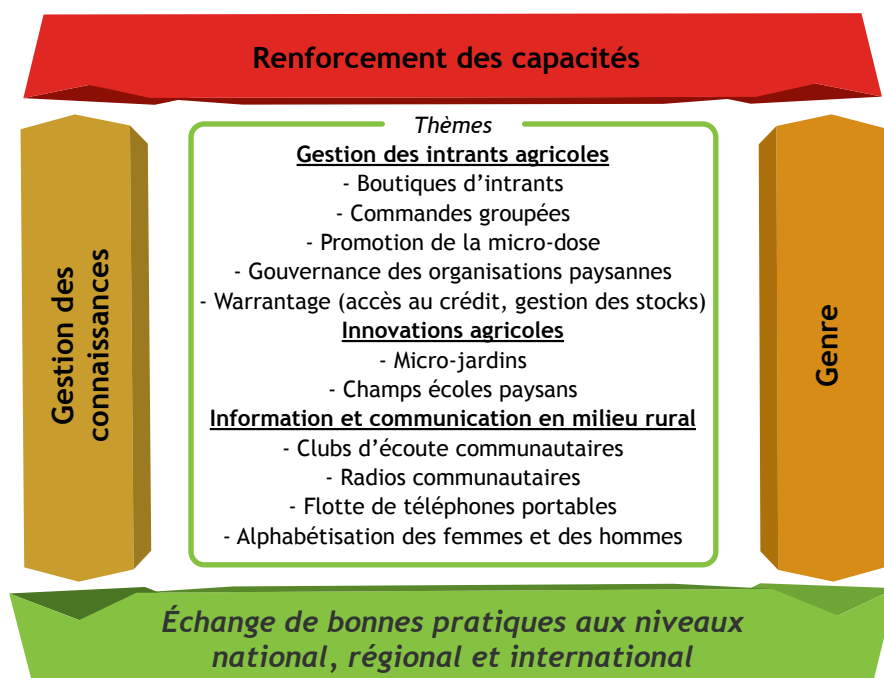 Renforcement des capacités
Gestion des
connaissances
Thèmes
Gestion des intrants agricoles
- Boutiques d'intrants
- Commandes groupées
- Promotion de la micro-dose
- Gouvernance des organisations paysannes
- Warrantage (accès au crédit, gestion des stocks)
Innovations agricoles
- Micro-jardins
- Champs écoles paysans
Information et communication en milieu rural
- Clubs d'écoute communautaires
- Radios communautaires
- Flotte de téléphones portables
- Alphabétisation des femmes et des hommes
Genre
Échange de bonnes pratiques aux niveaux
national, régional et international